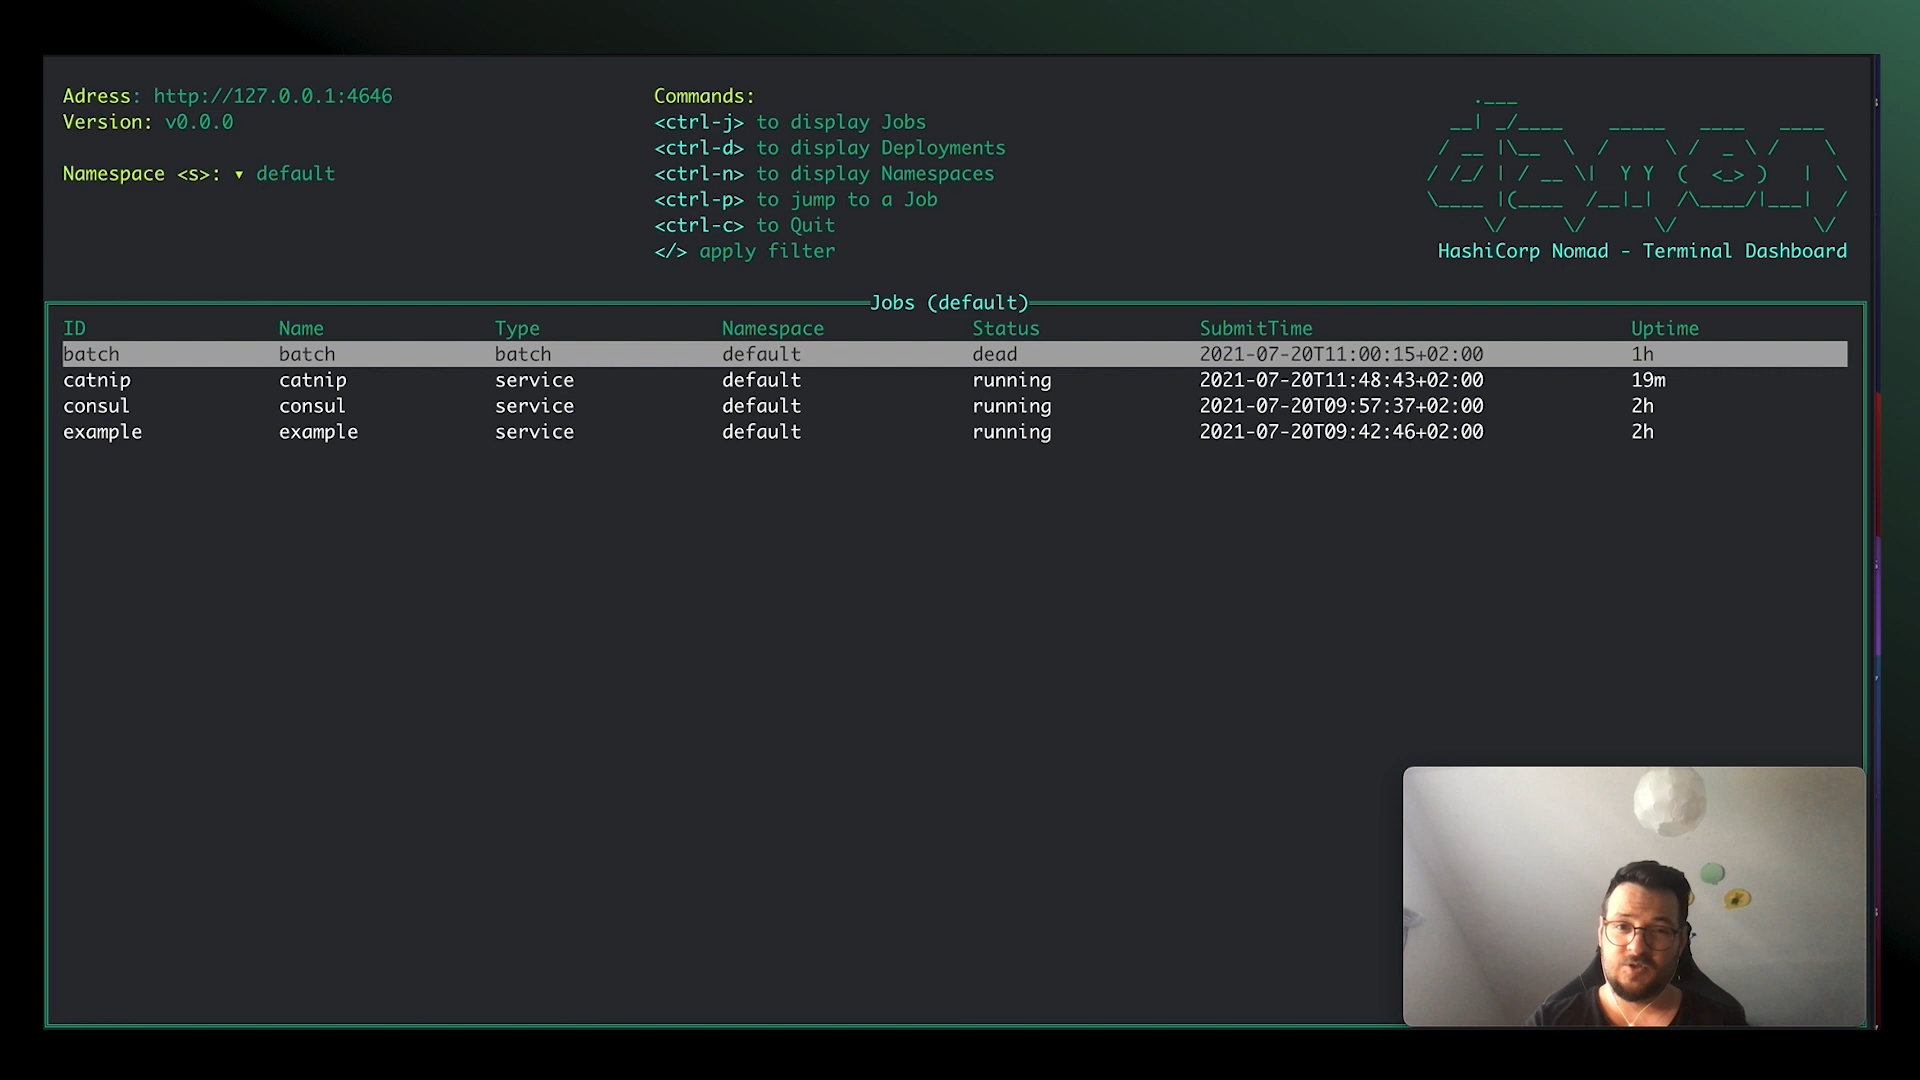 Adress: http://127.0.0.1:4646
Version: v0.0.0
Namespace <s>: ▾ default
Commands:
<ctrl-j> to display Jobs
<ctrl-d> to display Deployments
<ctrl-n> to display Namespaces
<ctrl-p> to jump to a Job
<ctrl-c> to Quit
</> apply filter
damon
HashiCorp Nomad - Terminal Dashboard
Jobs (default)
ID Name Type Namespace Status SubmitTime Uptime
batch batch batch default dead 2021-07-20T11:00:15+02:00 1h
catnip catnip service default running 2021-07-20T11:48:43+02:00 19m
consul consul service default running 2021-07-20T09:57:37+02:00 2h
example example service default running 2021-07-20T09:42:46+02:00 2h